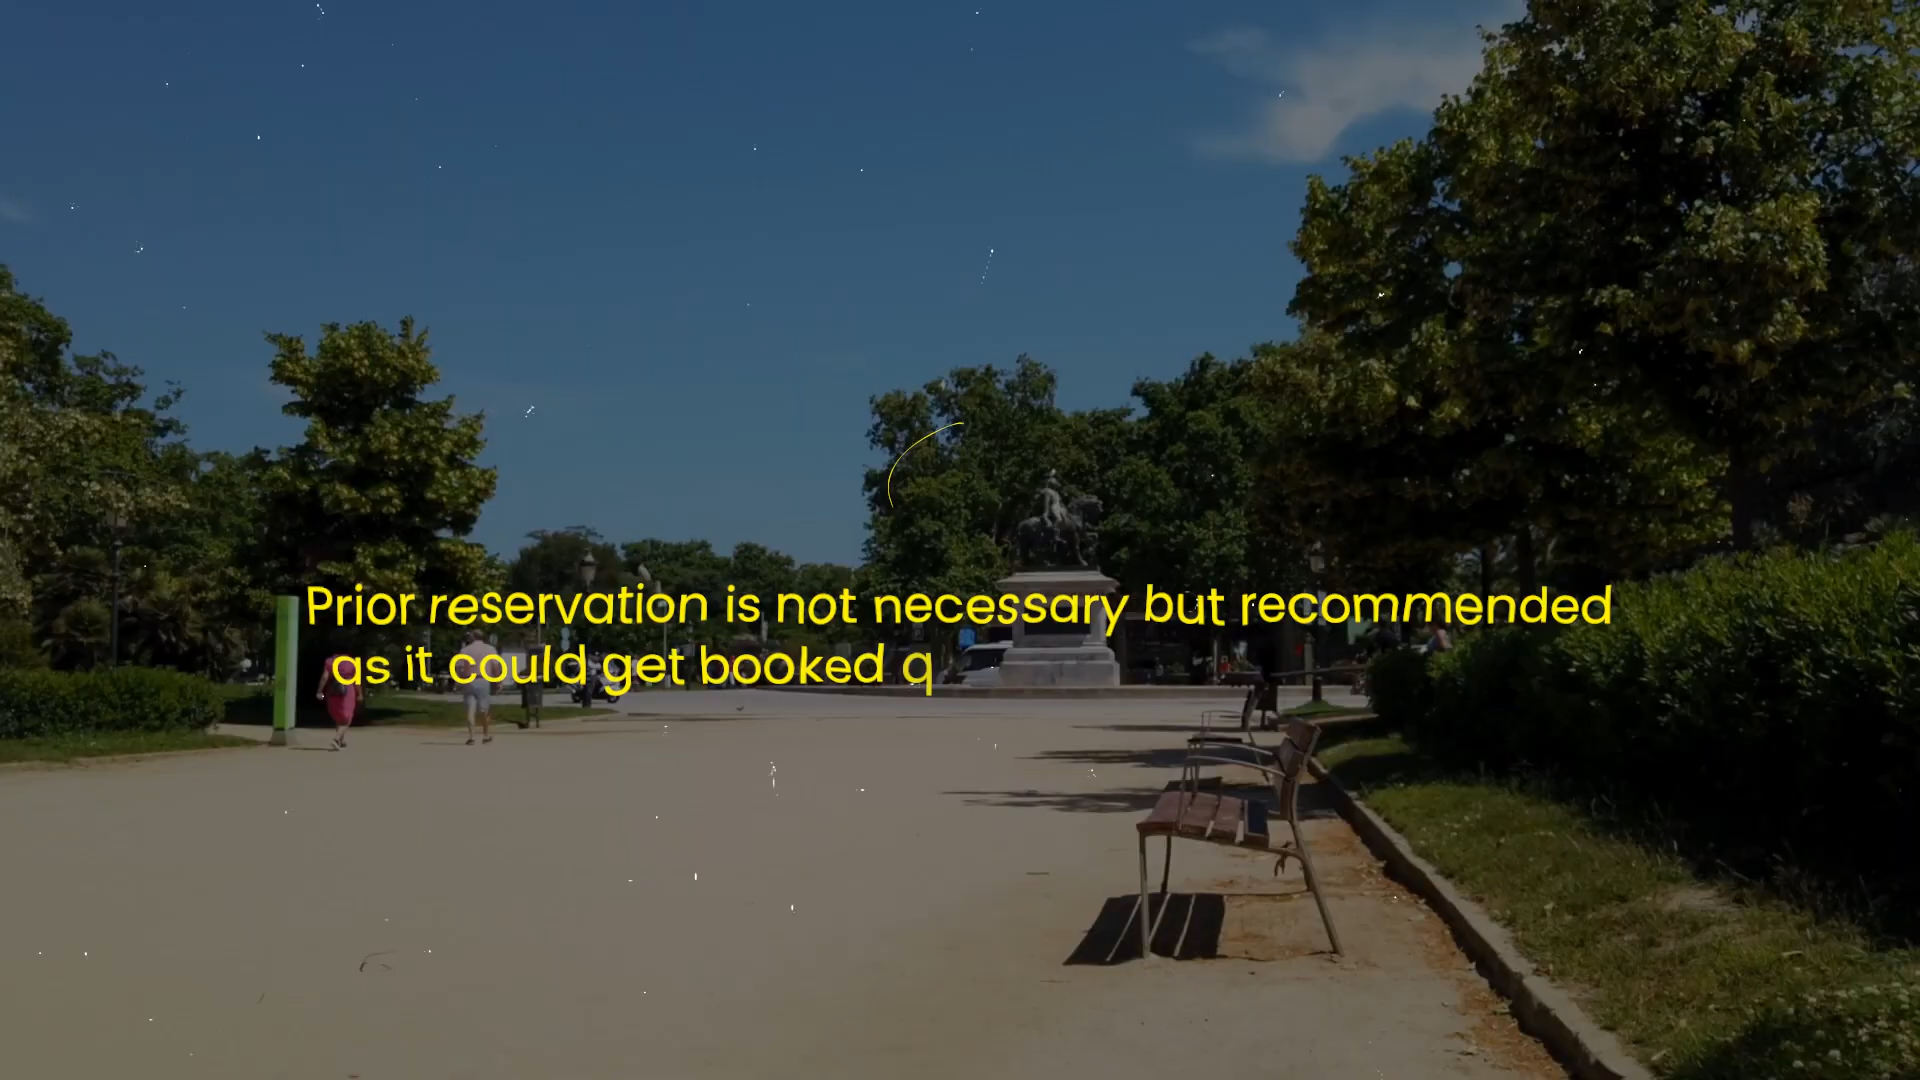 Prior reservation is not necessary but recommended
as it could get booked q